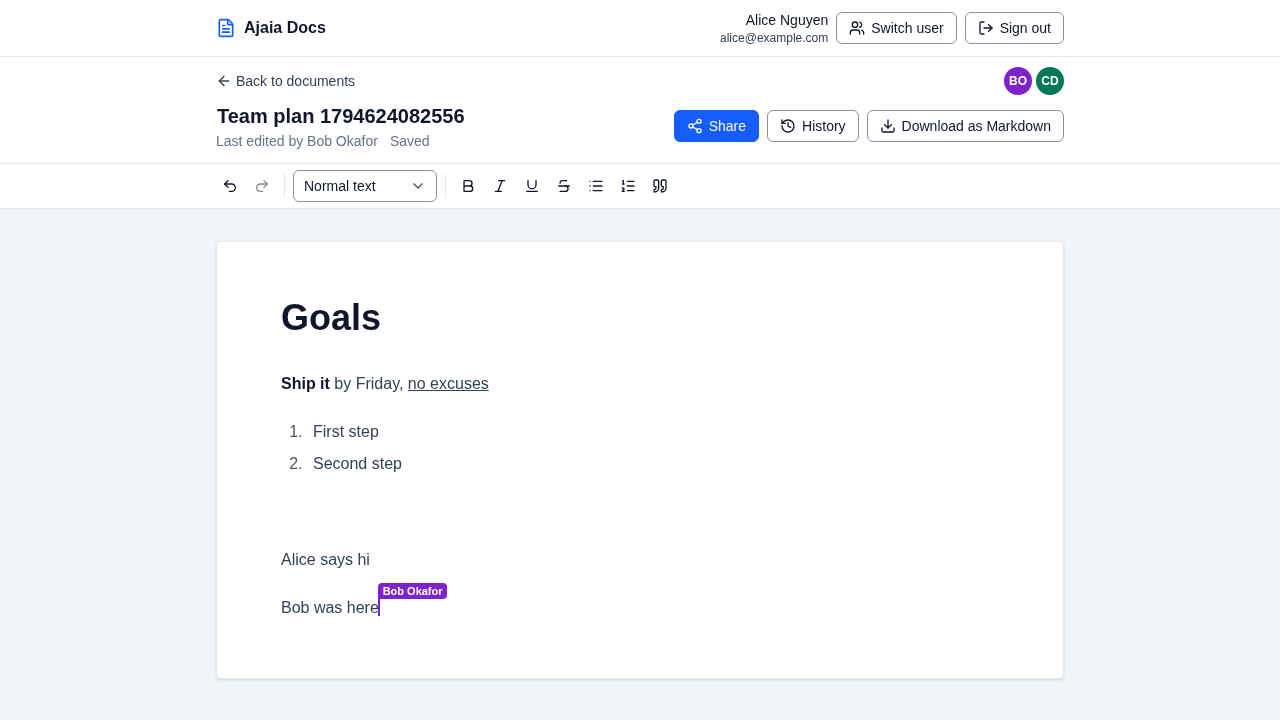 Ajaia Docs
Alice Nguyen
alice@example.com
Switch user
Sign out
Back to documents
BO CD
Team plan 1794624082556
Last edited by Bob Okafor Saved
Share
History
Download as Markdown
Normal text
Goals
Ship it by Friday, no excuses
1. First step
2. Second step
Alice says hi
Bob Okafor
Bob was here